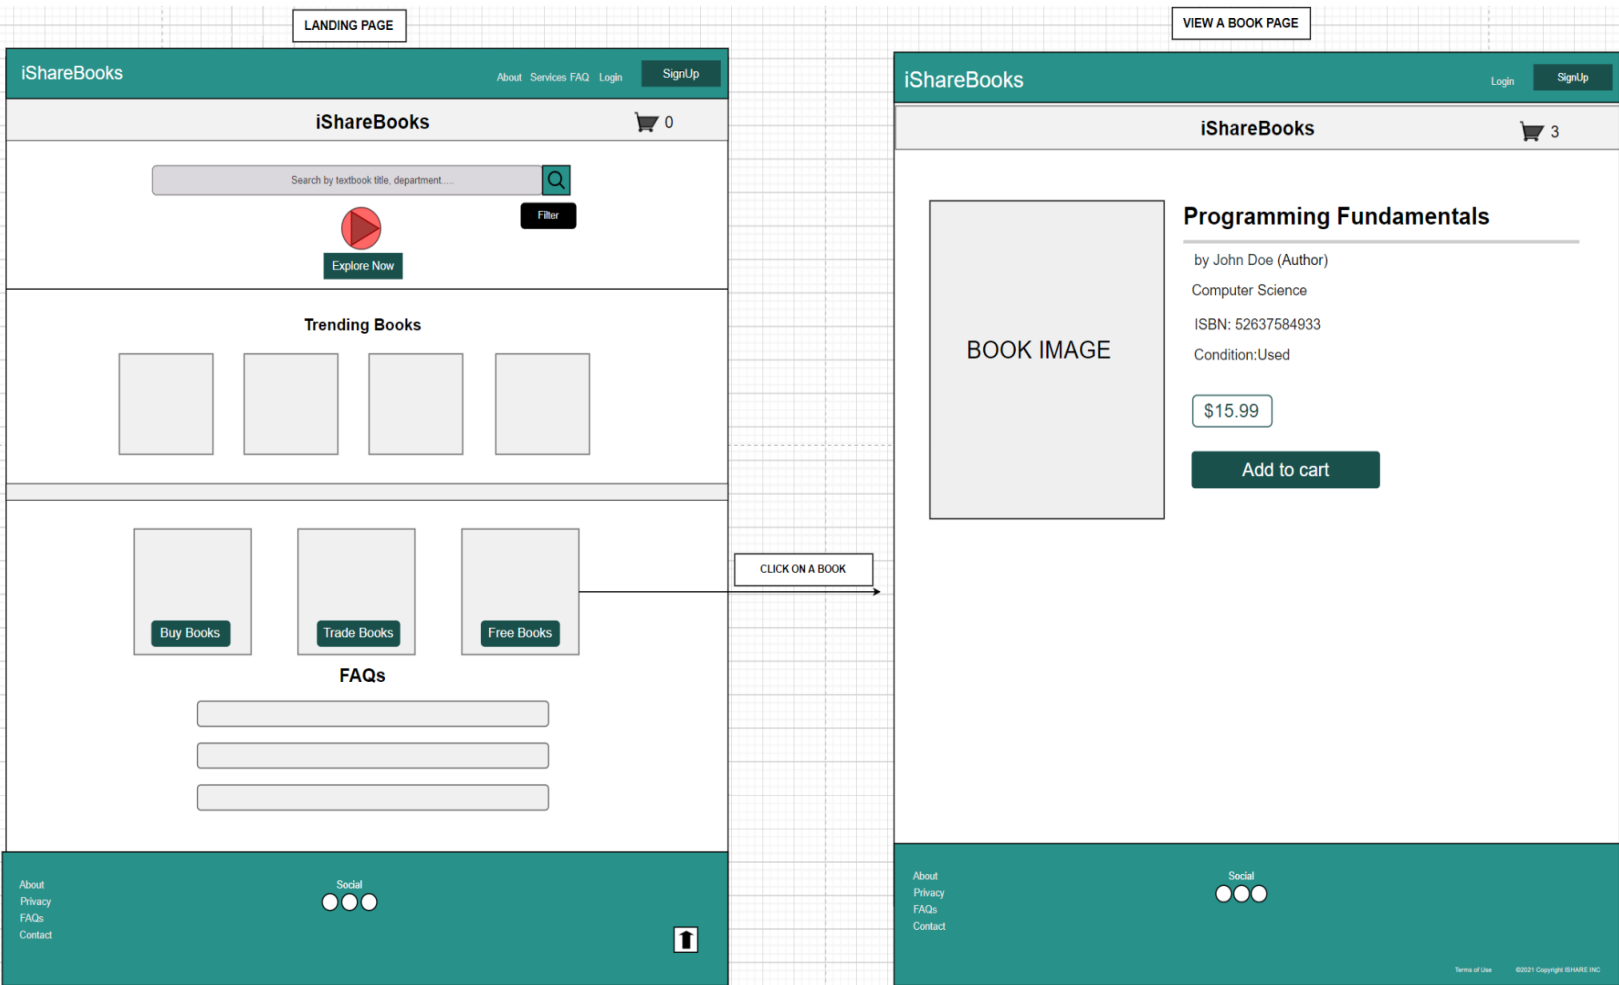 LANDING PAGE
iShareBooks
About Services FAQ Login SignUp
iShareBooks
0
Search by textbook title, department.....
Filter
Explore Now
Trending Books
Buy Books
Trade Books
Free Books
FAQs
About
Privacy
FAQs
Contact
Social
CLICK ON A BOOK
VIEW A BOOK PAGE
iShareBooks
Login SignUp
iShareBooks
3
BOOK IMAGE
Programming Fundamentals
by John Doe (Author)
Computer Science
ISBN: 52637584933
Condition:Used
$15.99
Add to cart
About
Privacy
FAQs
Contact
Social
Terms of Use ©2021 Copyright ISHARE INC